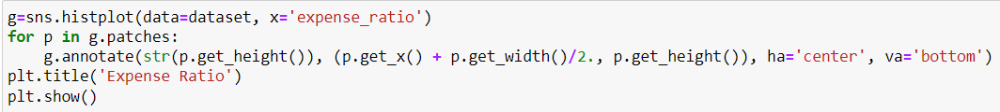 g=sns.histplot(data=dataset, x='expense_ratio')
for p in g.patches:
    g.annotate(str(p.get_height()), (p.get_x() + p.get_width()/2., p.get_height()), ha='center', va='bottom')
plt.title('Expense Ratio')
plt.show()